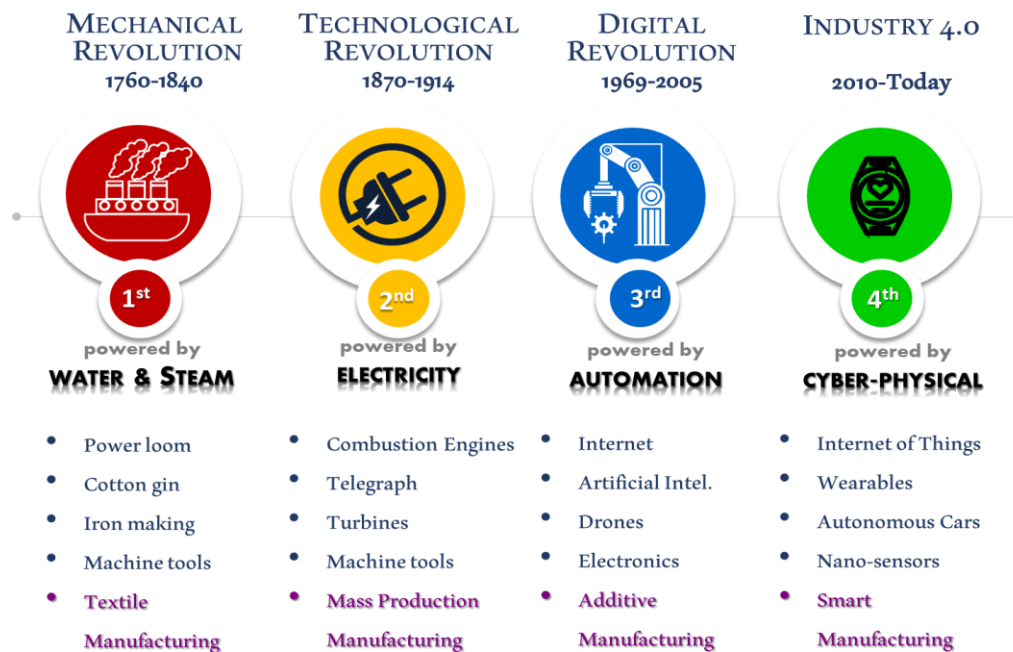 MECHANICAL
REVOLUTION
1760-1840
1st
powered by
WATER & STEAM
• Power loom
• Cotton gin
• Iron making
• Machine tools
• Textile
Manufacturing
TECHNOLOGICAL
REVOLUTION
1870-1914
2nd
powered by
ELECTRICITY
• Combustion Engines
• Telegraph
• Turbines
• Machine tools
• Mass Production
Manufacturing
DIGITAL
REVOLUTION
1969-2005
3rd
powered by
AUTOMATION
• Internet
• Artificial Intel.
• Drones
• Electronics
• Additive
Manufacturing
INDUSTRY 4.0
2010-Today
4th
powered by
CYBER-PHYSICAL
• Internet of Things
• Wearables
• Autonomous Cars
• Nano-sensors
• Smart
Manufacturing